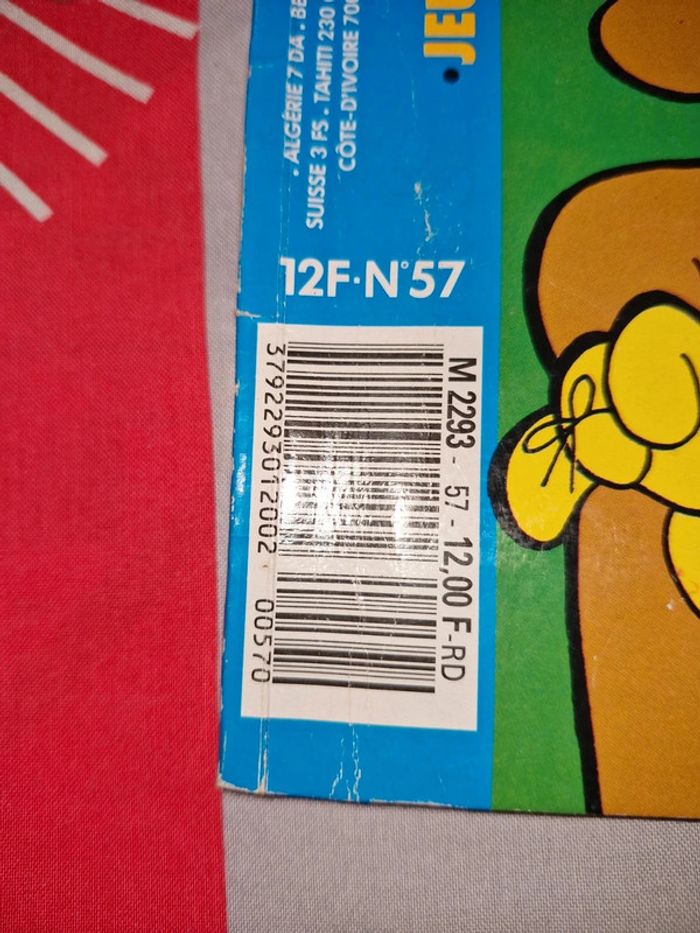 • JEU
. ALGÉRIE 7 DA . BE
SUISSE 3 FS . TAHITI 230
CÔTE-D'IVOIRE 700
12F·N°57
M 2293 - 57 - 12,00 F-RD
3792293012002 00570